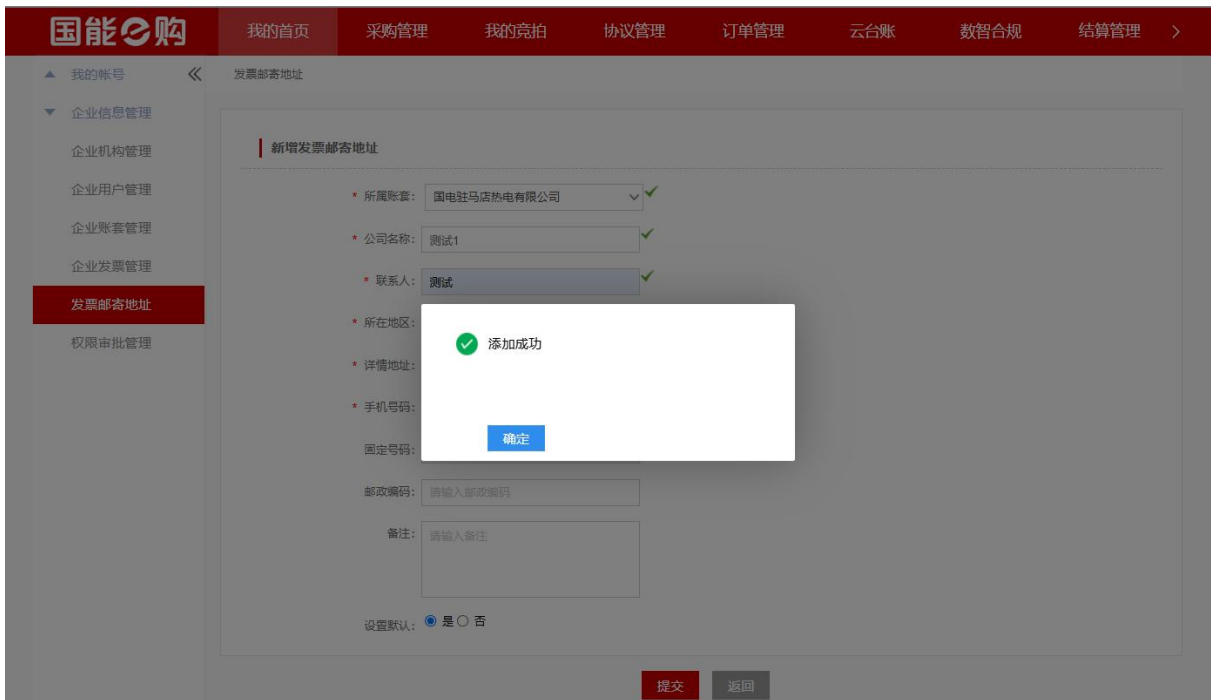 国能e购 我的首页 采购管理 我的竞拍 协议管理 订单管理 云台账 数智合规 结算管理 >
我的帐号 发票邮寄地址
企业信息管理
企业机构管理
企业用户管理
企业账套管理
企业发票管理
发票邮寄地址
权限审批管理
新增发票邮寄地址
* 所属账套: 国电驻马店热电有限公司
* 公司名称: 测试1
* 联系人: 测试
* 所在地区:
* 详情地址:
* 手机号码:
固定号码:
邮政编码: 请输入邮政编码
备注: 请输入备注
设置默认: 是 否
添加成功
确定
提交 返回